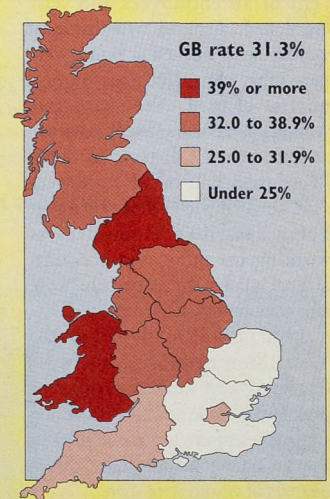 GB rate 31.3%
39% or more
32.0 to 38.9%
25.0 to 31.9%
Under 25%